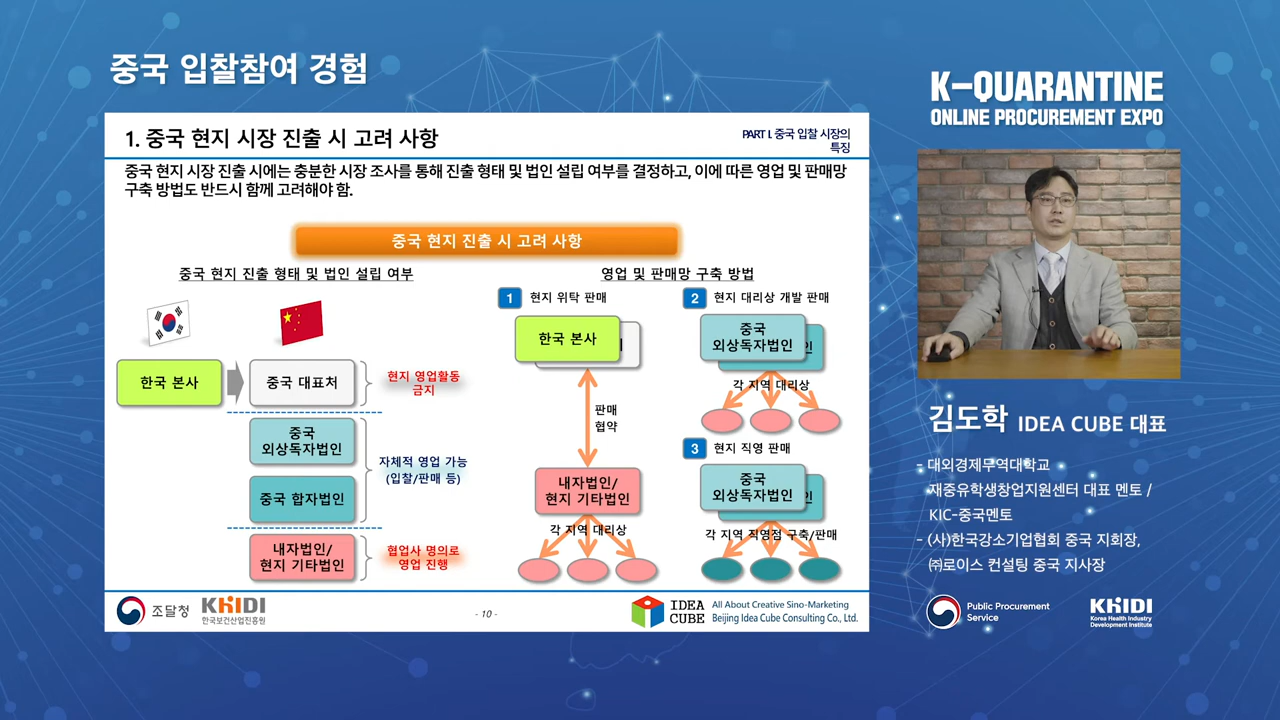 중국 입찰참여 경험
K-QUARANTINE
ONLINE PROCUREMENT EXPO
1. 중국 현지 시장 진출 시 고려 사항
PART I. 중국 입찰 시장의
특징
중국 현지 시장 진출 시에는 충분한 시장 조사를 통해 진출 형태 및 법인 설립 여부를 결정하고, 이에 따른 영업 및 판매망
구축 방법도 반드시 함께 고려해야 함.
중국 현지 진출 시 고려 사항
중국 현지 진출 형태 및 법인 설립 여부
한국 본사
중국 대표처
현지 영업활동
금지
중국
외상독자법인
중국 합자법인
자체적 영업 가능
(입찰/판매 등)
내자법인/
현지 기타법인
협업사 명의로
영업 진행
영업 및 판매망 구축 방법
1 현지 위탁 판매
한국 본사
판매
협약
내자법인/
현지 기타법인
각 지역 대리상
2 현지 대리상 개발 판매
중국
외상독자법인
인
각 지역 대리상
3 현지 직영 판매
중국
외상독자법인
인
각 지역 직영점 구축/판매
조달청
KHIDI
한국보건산업진흥원
- 10 -
IDEA
CUBE
All About Creative Sino-Marketing
Beijing Idea Cube Consulting Co., Ltd.
김도학 IDEA CUBE 대표
- 대외경제무역대학교
재중유학생창업지원센터 대표 멘토 /
KIC-중국멘토
- (사)한국강소기업협회 중국 지회장,
㈜로이스 컨설팅 중국 지사장
Public Procurement
Service
KHIDI
Korea Health Industry
Development Institute